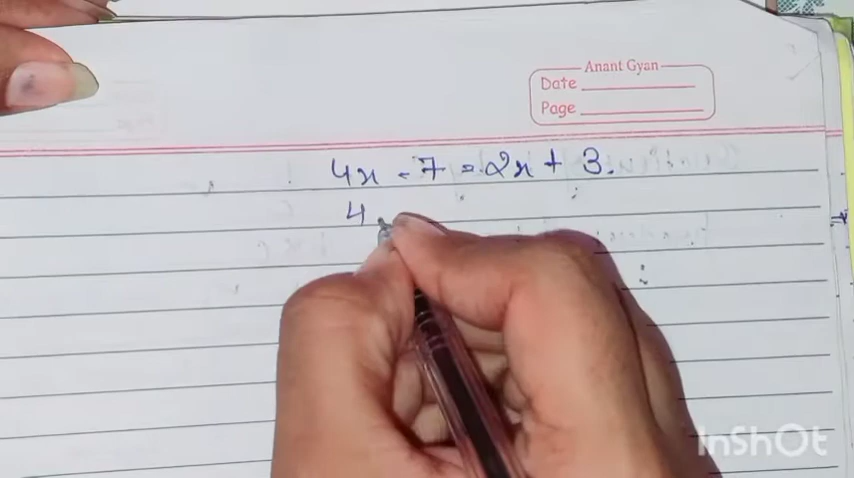 Anant Gyan
Date
Page
4x - 7 = 2x + 3.
4
InShOt